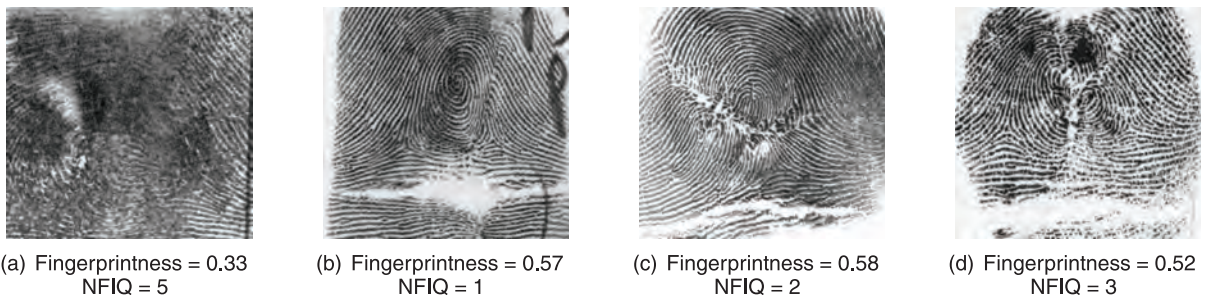 (a) Fingerprintness = 0.33
NFIQ = 5
(b) Fingerprintness = 0.57
NFIQ = 1
(c) Fingerprintness = 0.58
NFIQ = 2
(d) Fingerprintness = 0.52
NFIQ = 3